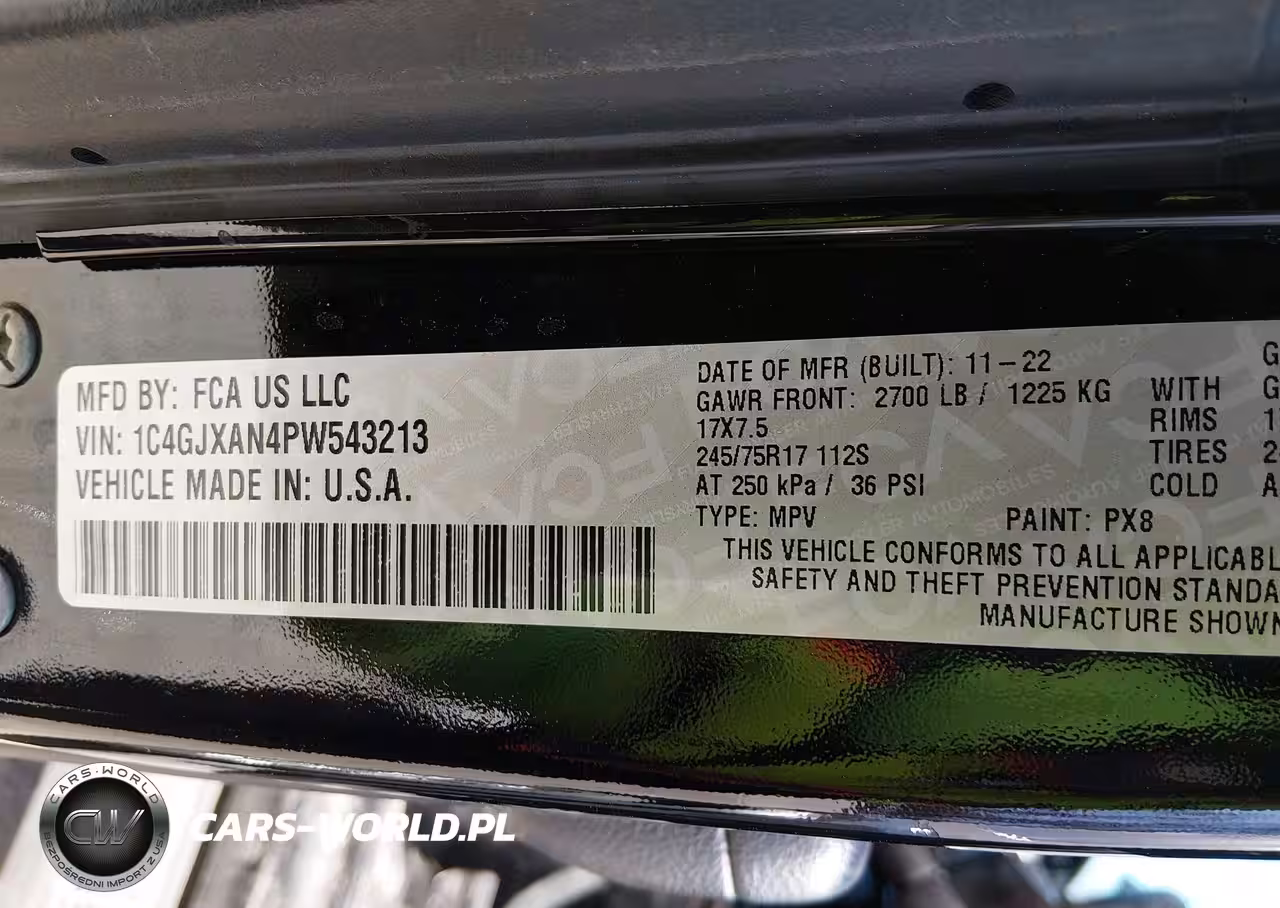 MFD BY: FCA US LLC
VIN: 1C4GJXAN4PW543213
VEHICLE MADE IN: U.S.A.
DATE OF MFR (BUILT): 11-22
GAWR FRONT: 2700 LB / 1225 KG WITH
17X7.5 RIMS
245/75R17 112S TIRES
AT 250 kPa / 36 PSI COLD
TYPE: MPV PAINT: PX8
THIS VEHICLE CONFORMS TO ALL APPLICABL
SAFETY AND THEFT PREVENTION STANDA
MANUFACTURE SHOWN
CARS-WORLD
CW
BEZPOŚREDNI IMPORT Z USA
CARS-WORLD.PL